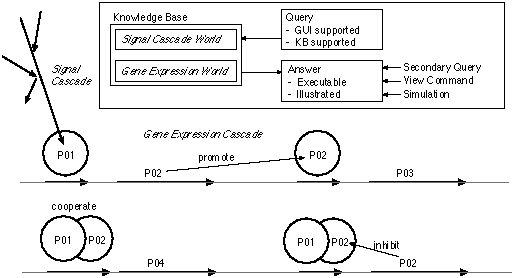 Knowledge Base
Signal Cascade World
Gene Expression World
Query
- GUI supported
- KB supported
Answer
- Executable
- Illustrated
Secondary Query
View Command
Simulation
Signal
Cascade
Gene Expression Cascade
P01
P02
promote
P02
P03
cooperate
P01
P02
P04
P01
P02
inhibit
P02